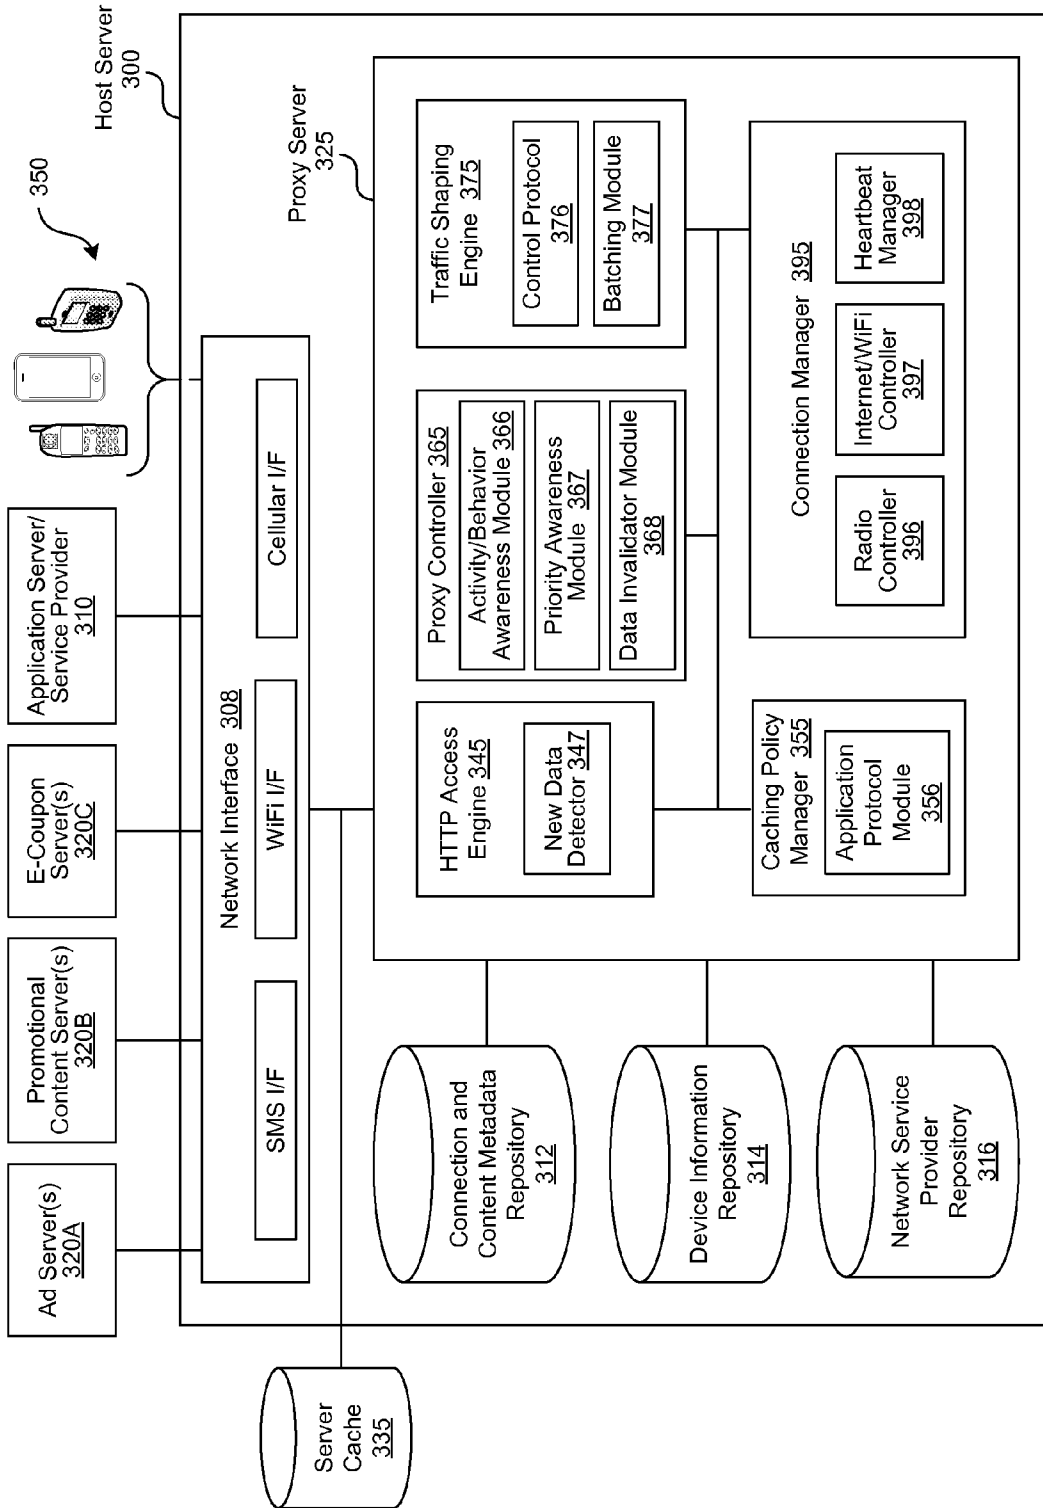 Ad Server(s)
320A
Promotional
Content Server(s)
320B
E-Coupon
Server(s)
320C
Application Server/
Service Provider
310
350
Host Server
300
Network Interface 308
SMS I/F
WiFi I/F
Cellular I/F
Server
Cache
335
Proxy Server
325
Connection and
Content Metadata
Repository
312
Device Information
Repository
314
Network Service
Provider
Repository
316
HTTP Access
Engine 345
New Data
Detector 347
Proxy Controller 365
Activity/Behavior
Awareness Module 366
Priority Awareness
Module 367
Data Invalidator Module
368
Traffic Shaping
Engine 375
Control Protocol
376
Batching Module
377
Caching Policy
Manager 355
Application
Protocol
Module
356
Connection Manager 395
Radio
Controller
396
Internet/WiFi
Controller
397
Heartbeat
Manager
398